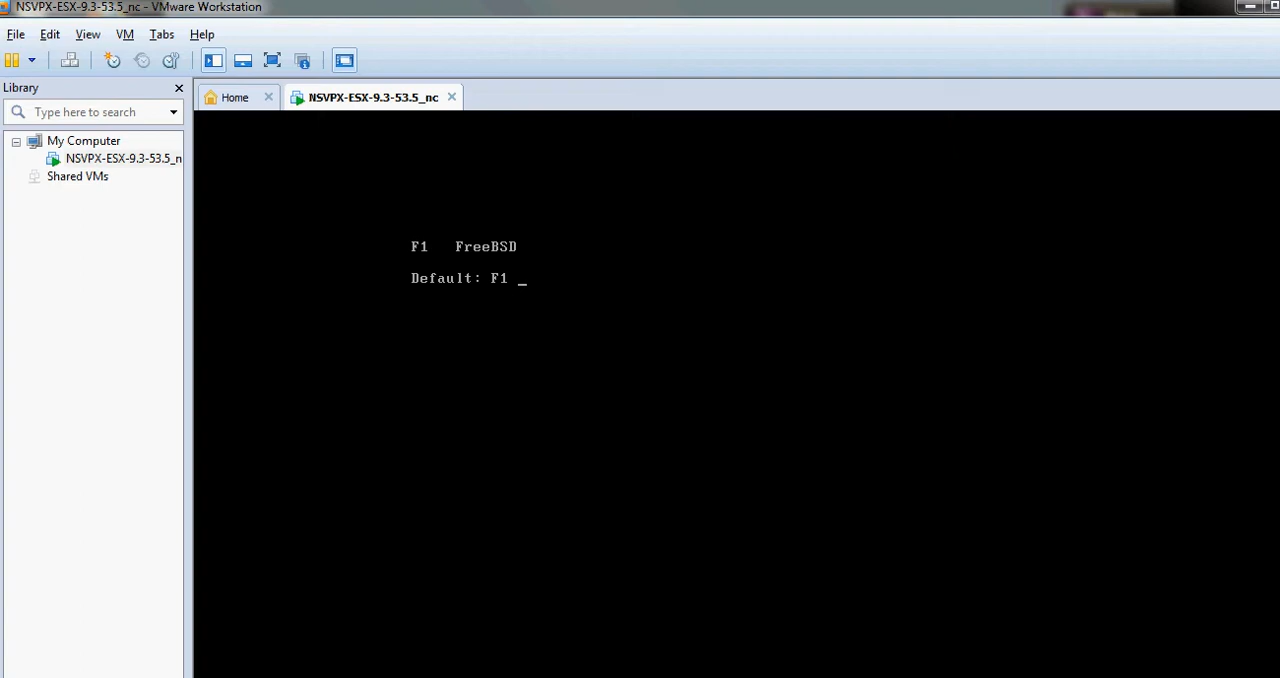 NSVPX-ESX-9.3-53.5_nc - VMware Workstation
File Edit View VM Tabs Help
Library
Type here to search
Home
NSVPX-ESX-9.3-53.5_nc
My Computer
NSVPX-ESX-9.3-53.5_n
Shared VMs
F1 FreeBSD
Default: F1 _